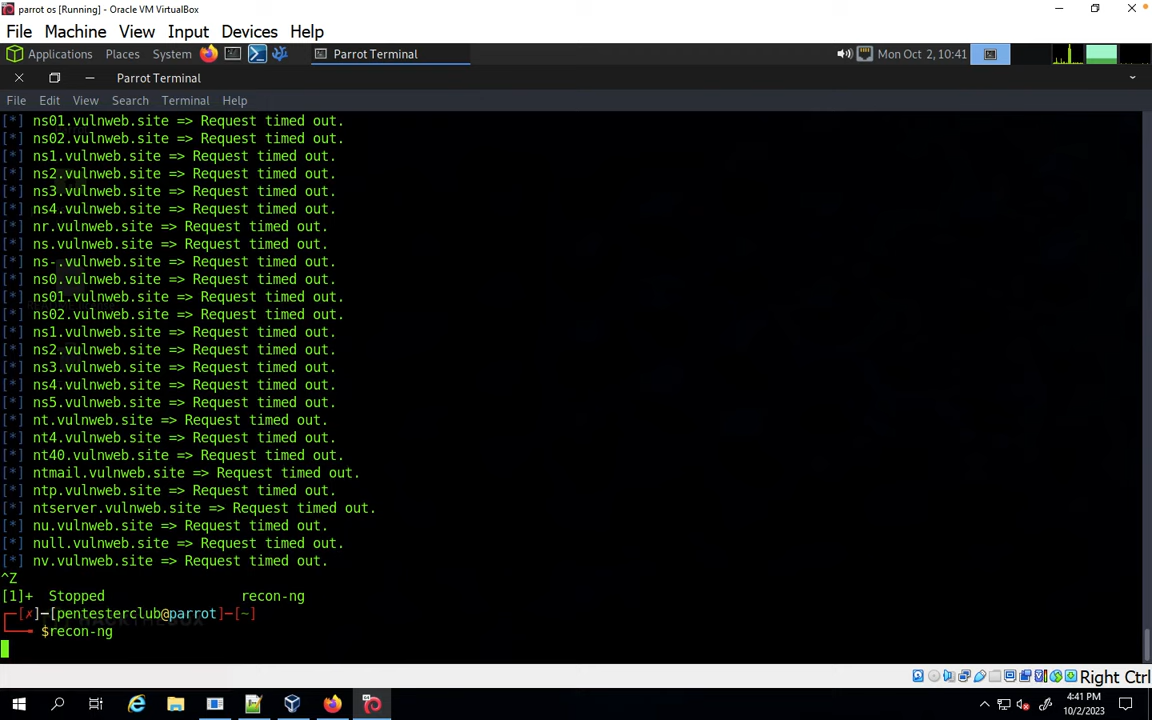 parrot os [Running] - Oracle VM VirtualBox
File Machine View Input Devices Help
Applications Places System Parrot Terminal Mon Oct 2, 10:41
Parrot Terminal
File Edit View Search Terminal Help
[*] ns01.vulnweb.site => Request timed out.
[*] ns02.vulnweb.site => Request timed out.
[*] ns1.vulnweb.site => Request timed out.
[*] ns2.vulnweb.site => Request timed out.
[*] ns3.vulnweb.site => Request timed out.
[*] ns4.vulnweb.site => Request timed out.
[*] nr.vulnweb.site => Request timed out.
[*] ns.vulnweb.site => Request timed out.
[*] ns-.vulnweb.site => Request timed out.
[*] ns0.vulnweb.site => Request timed out.
[*] ns01.vulnweb.site => Request timed out.
[*] ns02.vulnweb.site => Request timed out.
[*] ns1.vulnweb.site => Request timed out.
[*] ns2.vulnweb.site => Request timed out.
[*] ns3.vulnweb.site => Request timed out.
[*] ns4.vulnweb.site => Request timed out.
[*] ns5.vulnweb.site => Request timed out.
[*] nt.vulnweb.site => Request timed out.
[*] nt4.vulnweb.site => Request timed out.
[*] nt40.vulnweb.site => Request timed out.
[*] ntmail.vulnweb.site => Request timed out.
[*] ntp.vulnweb.site => Request timed out.
[*] ntserver.vulnweb.site => Request timed out.
[*] nu.vulnweb.site => Request timed out.
[*] null.vulnweb.site => Request timed out.
[*] nv.vulnweb.site => Request timed out.
^Z
[1]+ Stopped recon-ng
┌─[✗]─[pentesterclub@parrot]─[~]
└──╼ $recon-ng
Right Ctrl
4:41 PM
10/2/2023